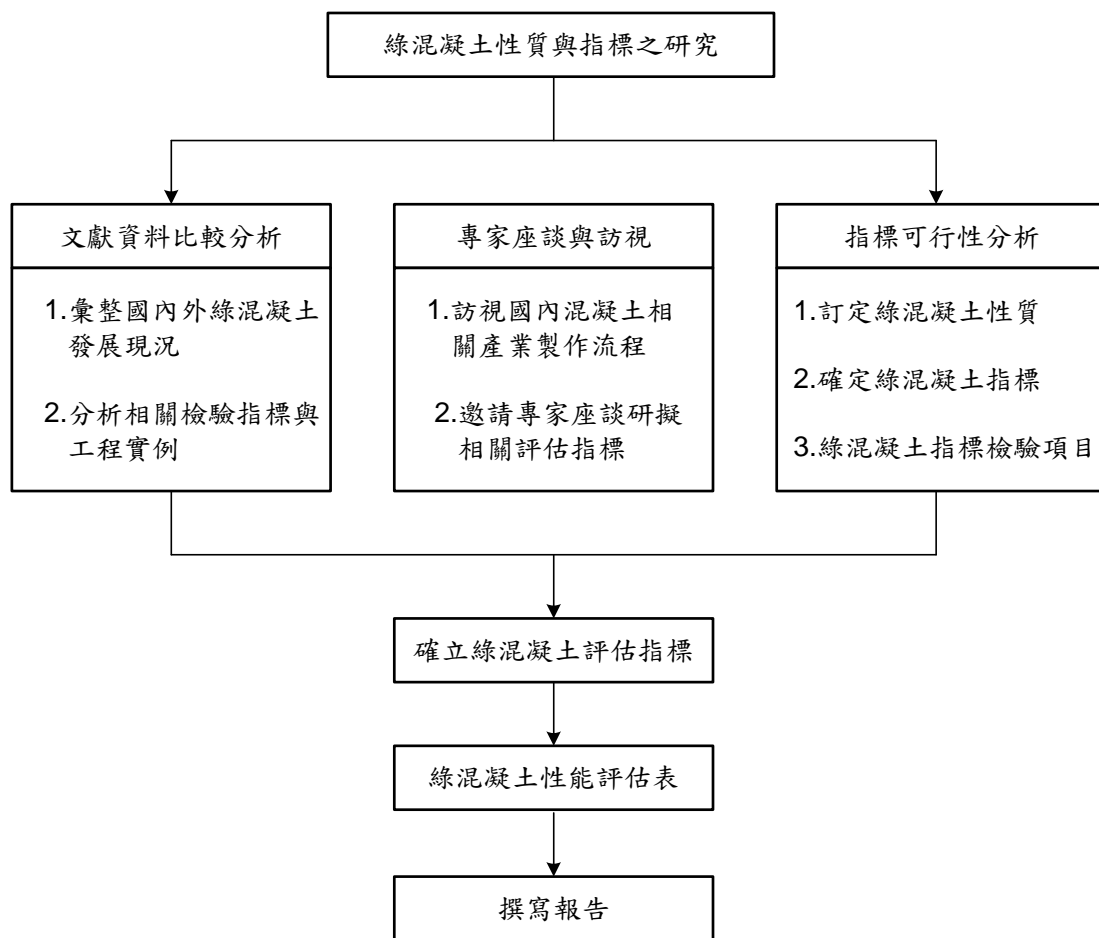 綠混凝土性質與指標之研究
文獻資料比較分析
1.彙整國內外綠混凝土
發展現況
2.分析相關檢驗指標與
工程實例
專家座談與訪視
1.訪視國內混凝土相
關產業製作流程
2.邀請專家座談研擬
相關評估指標
指標可行性分析
1.訂定綠混凝土性質
2.確定綠混凝土指標
3.綠混凝土指標檢驗項目
確立綠混凝土評估指標
綠混凝土性能評估表
撰寫報告